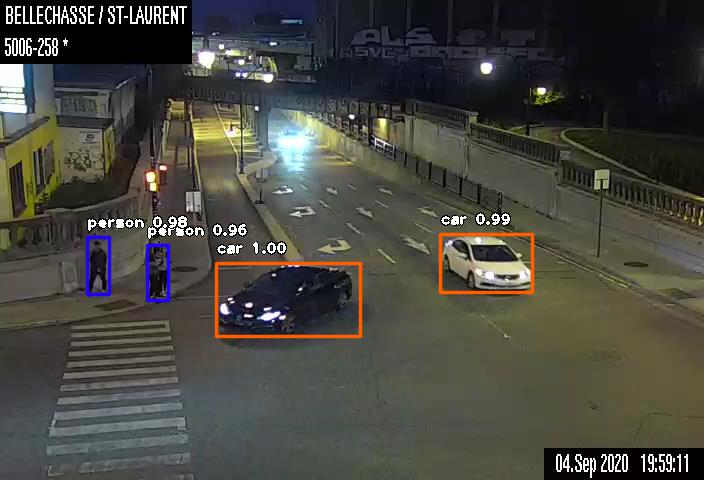 BELLECHASSE / ST-LAURENT
5006-258 *
person 0.98
person 0.96
car 1.00
car 0.99
04.Sep 2020 19:59:11